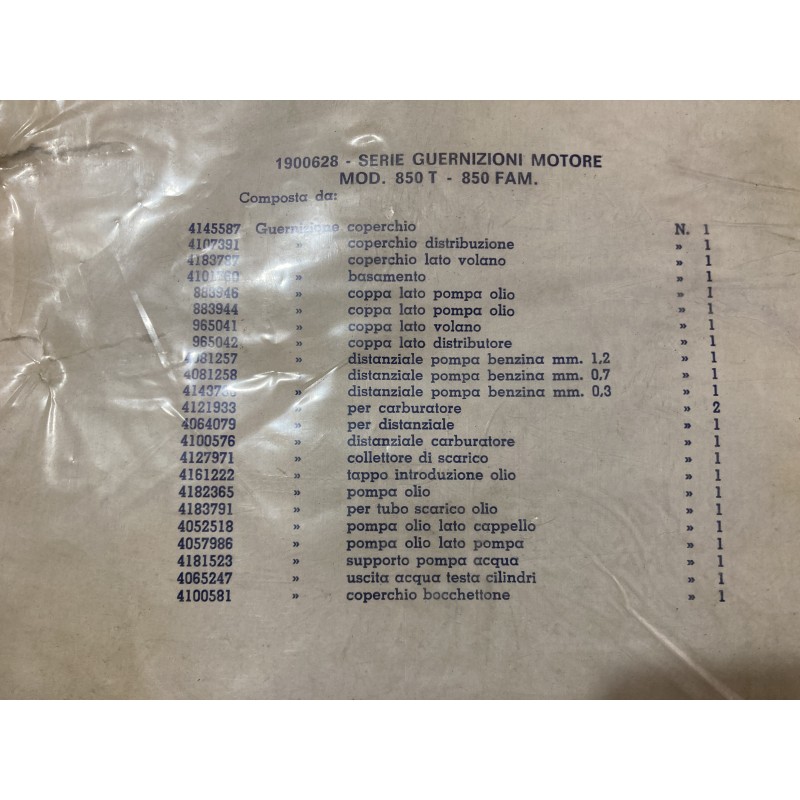 1900628 - SERIE GUERNIZIONI MOTORE
MOD. 850 T - 850 FAM.
Composta da:
4145587 Guernizione coperchio N. 1
4107391 » coperchio distribuzione » 1
4183787 » coperchio lato volano » 1
» basamento » 1
883946 » coppa lato pompa olio » 1
883944 » coppa lato pompa olio » 1
965041 » coppa lato volano » 1
965042 » coppa lato distributore » 1
4081257 » distanziale pompa benzina mm. 1,2 » 1
4081258 distanziale pompa benzina mm. 0,7 » 1
» distanziale pompa benzina mm. 0,3 » 1
4121933 » per carburatore » 2
4064079 » per distanziale » 1
4100576 » distanziale carburatore » 1
4127971 » collettore di scarico » 1
4161222 » tappo introduzione olio » 1
4182365 » pompa olio » 1
4183791 » per tubo scarico olio » 1
4052518 » pompa olio lato cappello » 1
4057986 » pompa olio lato pompa » 1
4181523 » supporto pompa acqua » 1
4065247 » uscita acqua testa cilindri » 1
4100581 » coperchio bocchettone » 1